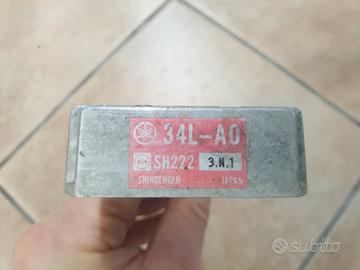 34L-A0
SH222 3.N.1
SHINDENGEN JAPAN
subito